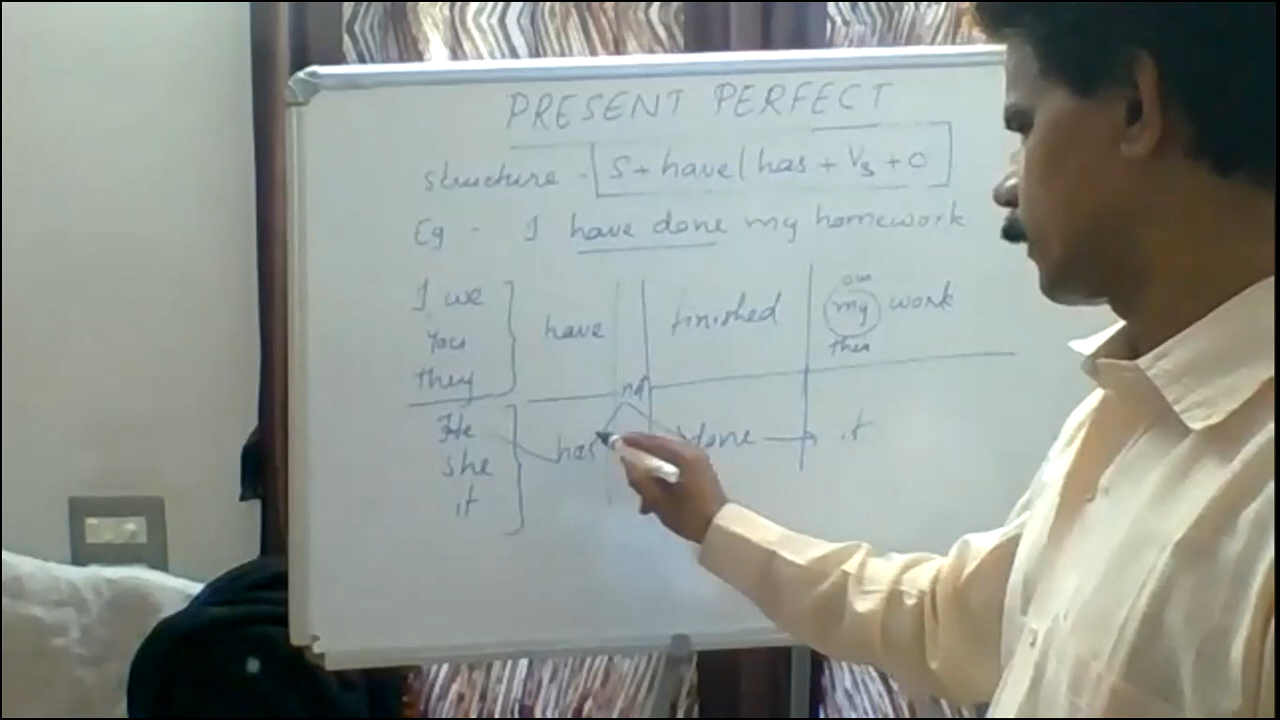 PRESENT PERFECT
Structure - S + have / has + V3 + O
Eg - I have done my homework
I we
You
they
have
finished
our
my work
their
not
He
she
it
has
done
it